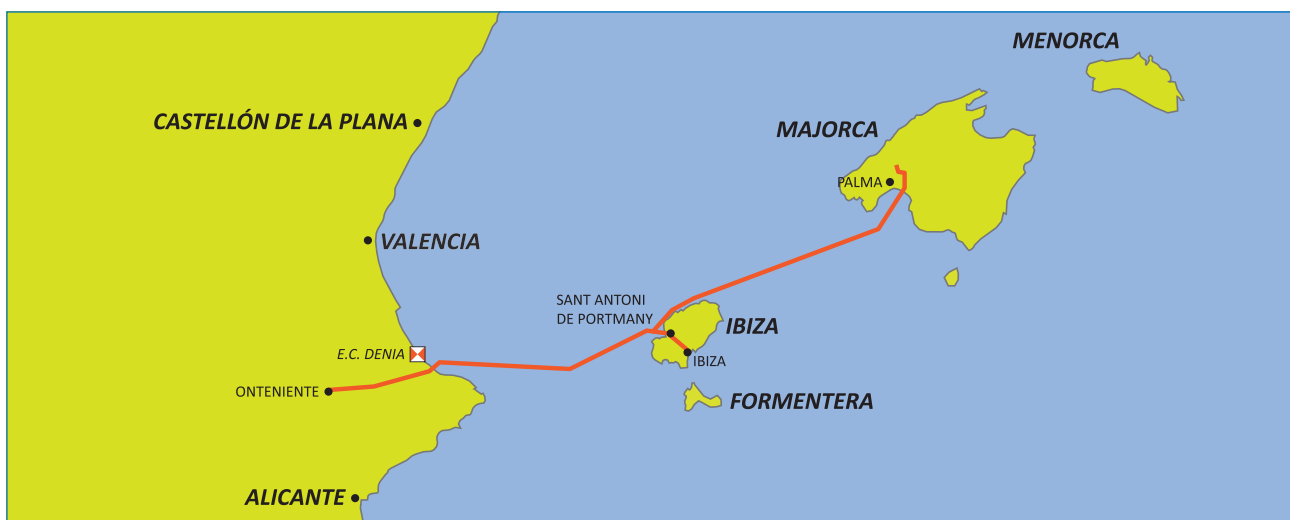 MENORCA
CASTELLÓN DE LA PLANA
MAJORCA
PALMA
VALENCIA
SANT ANTONI
DE PORTMANY
IBIZA
E.C. DENIA
IBIZA
ONTENIENTE
FORMENTERA
ALICANTE